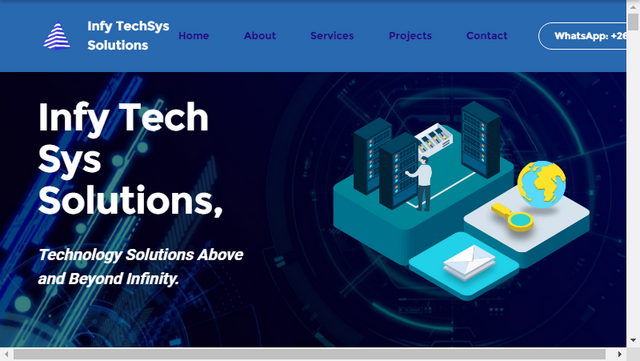 Infy TechSys
Solutions
Home
About
Services
Projects
Contact
WhatsApp: +26
Infy Tech
Sys
Solutions,
Technology Solutions Above
and Beyond Infinity.